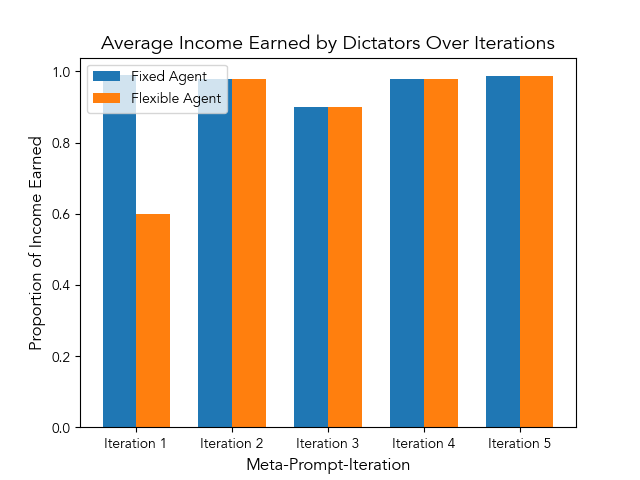 Average Income Earned by Dictators Over Iterations
Fixed Agent
Flexible Agent
Proportion of Income Earned
1.0
0.8
0.6
0.4
0.2
0.0
Iteration 1
Iteration 2
Iteration 3
Iteration 4
Iteration 5
Meta-Prompt-Iteration